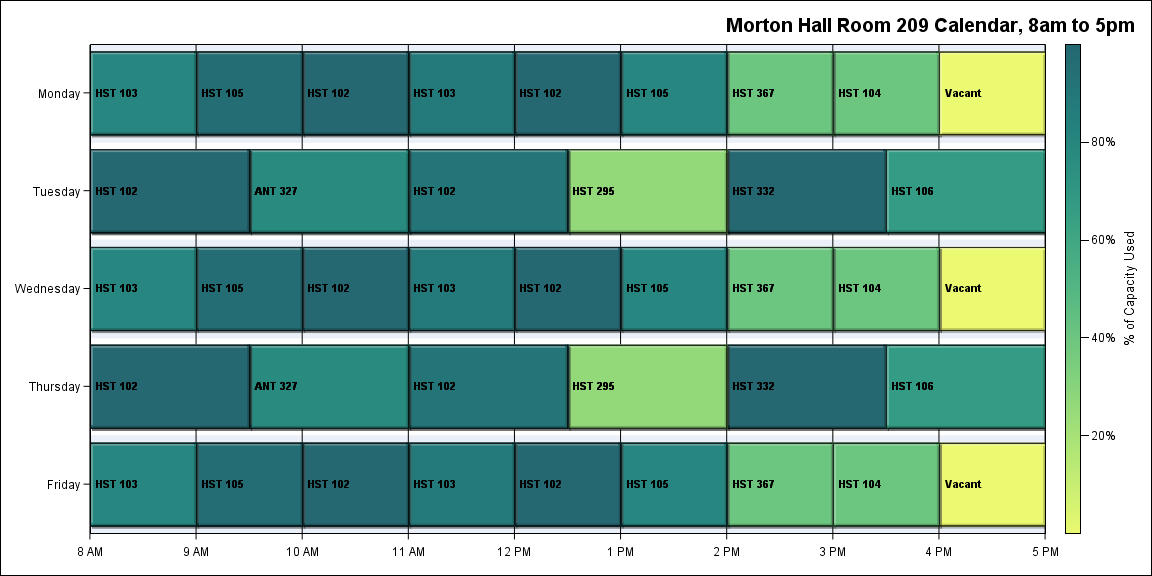 Morton Hall Room 209 Calendar, 8am to 5pm
Monday
HST 103
HST 105
HST 102
HST 103
HST 102
HST 105
HST 367
HST 104
Vacant
Tuesday
HST 102
ANT 327
HST 102
HST 295
HST 332
HST 106
Wednesday
HST 103
HST 105
HST 102
HST 103
HST 102
HST 105
HST 367
HST 104
Vacant
Thursday
HST 102
ANT 327
HST 102
HST 295
HST 332
HST 106
Friday
HST 103
HST 105
HST 102
HST 103
HST 102
HST 105
HST 367
HST 104
Vacant
8 AM
9 AM
10 AM
11 AM
12 PM
1 PM
2 PM
3 PM
4 PM
5 PM
80%
60%
40%
20%
% of Capacity Used